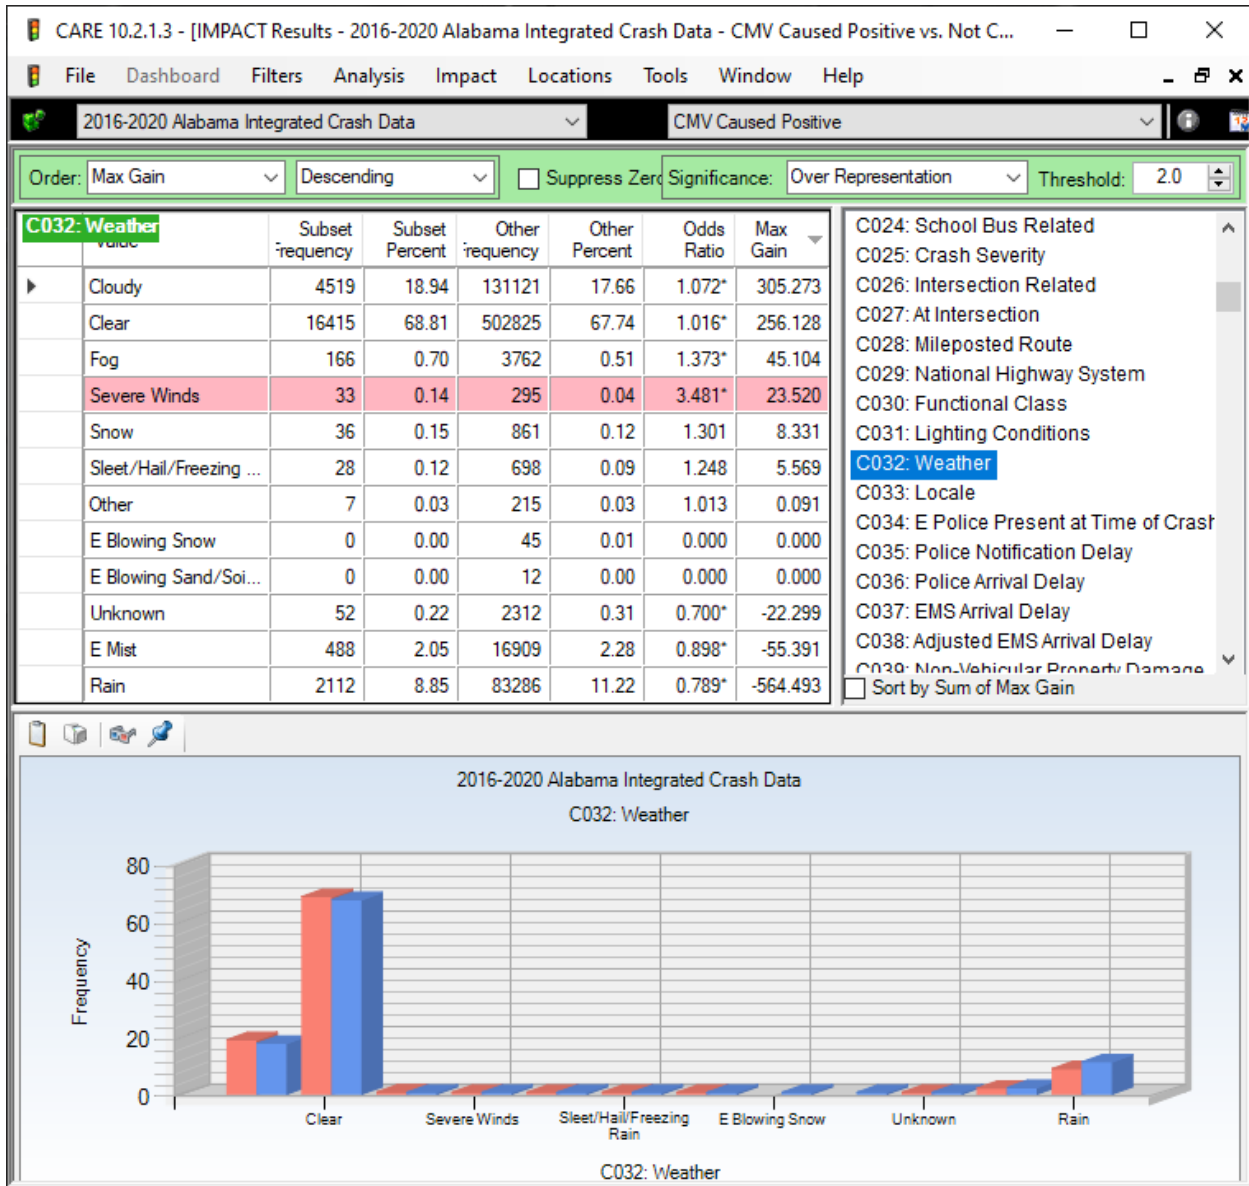 CARE 10.2.1.3 - [IMPACT Results - 2016-2020 Alabama Integrated Crash Data - CMV Caused Positive vs. Not C...
File Dashboard Filters Analysis Impact Locations Tools Window Help
2016-2020 Alabama Integrated Crash Data CMV Caused Positive
Order: Max Gain Descending Suppress Zero Significance: Over Representation Threshold: 2.0
C032: Weather Subset Frequency Subset Percent Other Frequency Other Percent Odds Ratio Max Gain
Cloudy 4519 18.94 131121 17.66 1.072* 305.273
Clear 16415 68.81 502825 67.74 1.016* 256.128
Fog 166 0.70 3762 0.51 1.373* 45.104
Severe Winds 33 0.14 295 0.04 3.481* 23.520
Snow 36 0.15 861 0.12 1.301 8.331
Sleet/Hail/Freezing ... 28 0.12 698 0.09 1.248 5.569
Other 7 0.03 215 0.03 1.013 0.091
E Blowing Snow 0 0.00 45 0.01 0.000 0.000
E Blowing Sand/Soi... 0 0.00 12 0.00 0.000 0.000
Unknown 52 0.22 2312 0.31 0.700* -22.299
E Mist 488 2.05 16909 2.28 0.898* -55.391
Rain 2112 8.85 83286 11.22 0.789* -564.493
C024: School Bus Related
C025: Crash Severity
C026: Intersection Related
C027: At Intersection
C028: Mileposted Route
C029: National Highway System
C030: Functional Class
C031: Lighting Conditions
C032: Weather
C033: Locale
C034: E Police Present at Time of Crash
C035: Police Notification Delay
C036: Police Arrival Delay
C037: EMS Arrival Delay
C038: Adjusted EMS Arrival Delay
C039: Non-Vehicular Property Damage
Sort by Sum of Max Gain
2016-2020 Alabama Integrated Crash Data
C032: Weather
80
60
40
20
0
Frequency
Clear Severe Winds Sleet/Hail/Freezing Rain E Blowing Snow Unknown Rain
C032: Weather